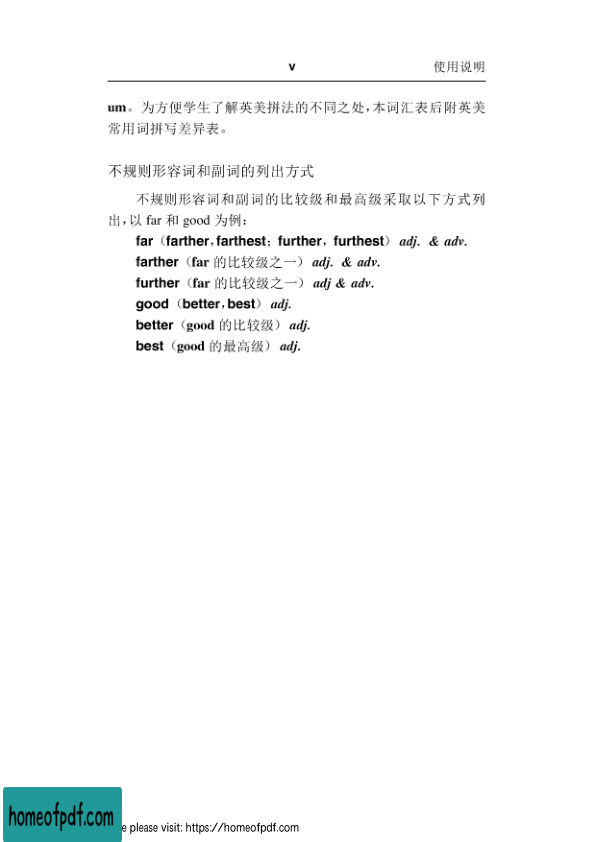 v 使用说明
um。为方便学生了解英美拼法的不同之处,本词汇表后附英美
常用词拼写差异表。
不规则形容词和副词的列出方式
不规则形容词和副词的比较级和最高级采取以下方式列
出,以 far 和 good 为例:
far（farther,farthest；further，furthest）adj. & adv.
farther（far 的比较级之一）adj. & adv.
further（far 的比较级之一）adj & adv.
good（better,best）adj.
better（good 的比较级）adj.
best（good 的最高级）adj.
homeofpdf.com
e please visit: https://homeofpdf.com